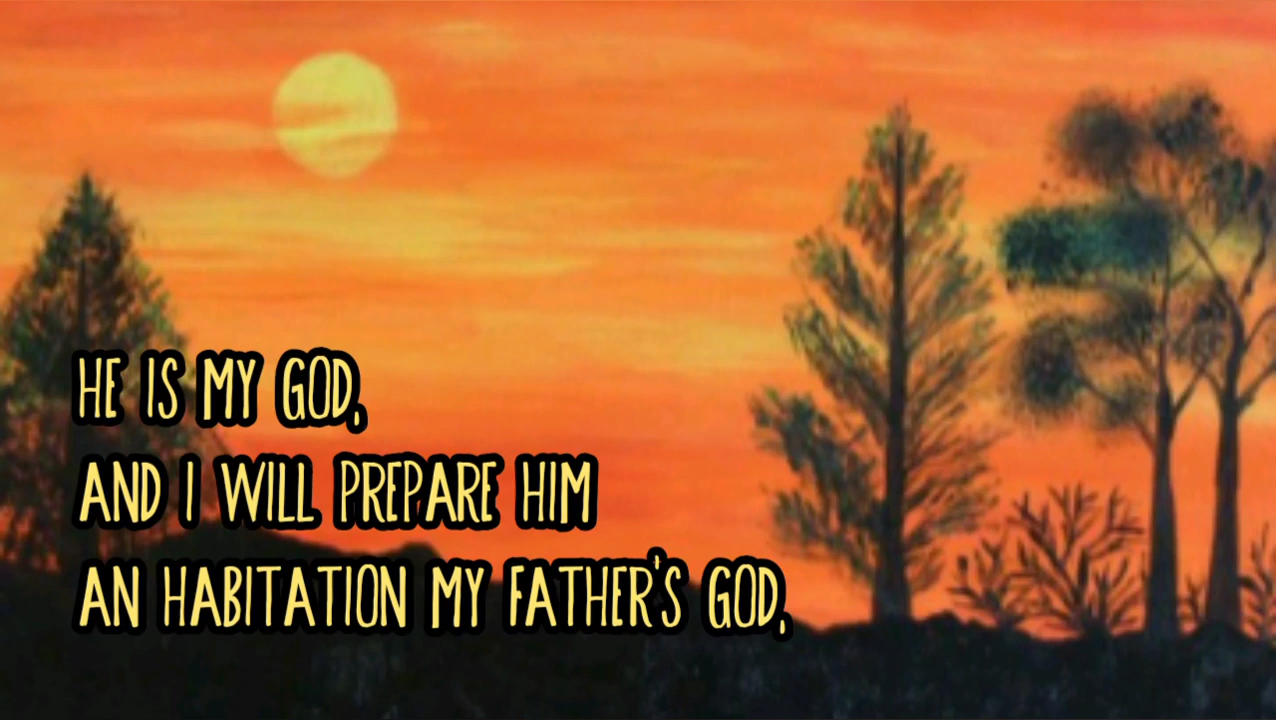 HE IS MY GOD,
AND I WILL PREPARE HIM
AN HABITATION MY FATHER'S GOD,